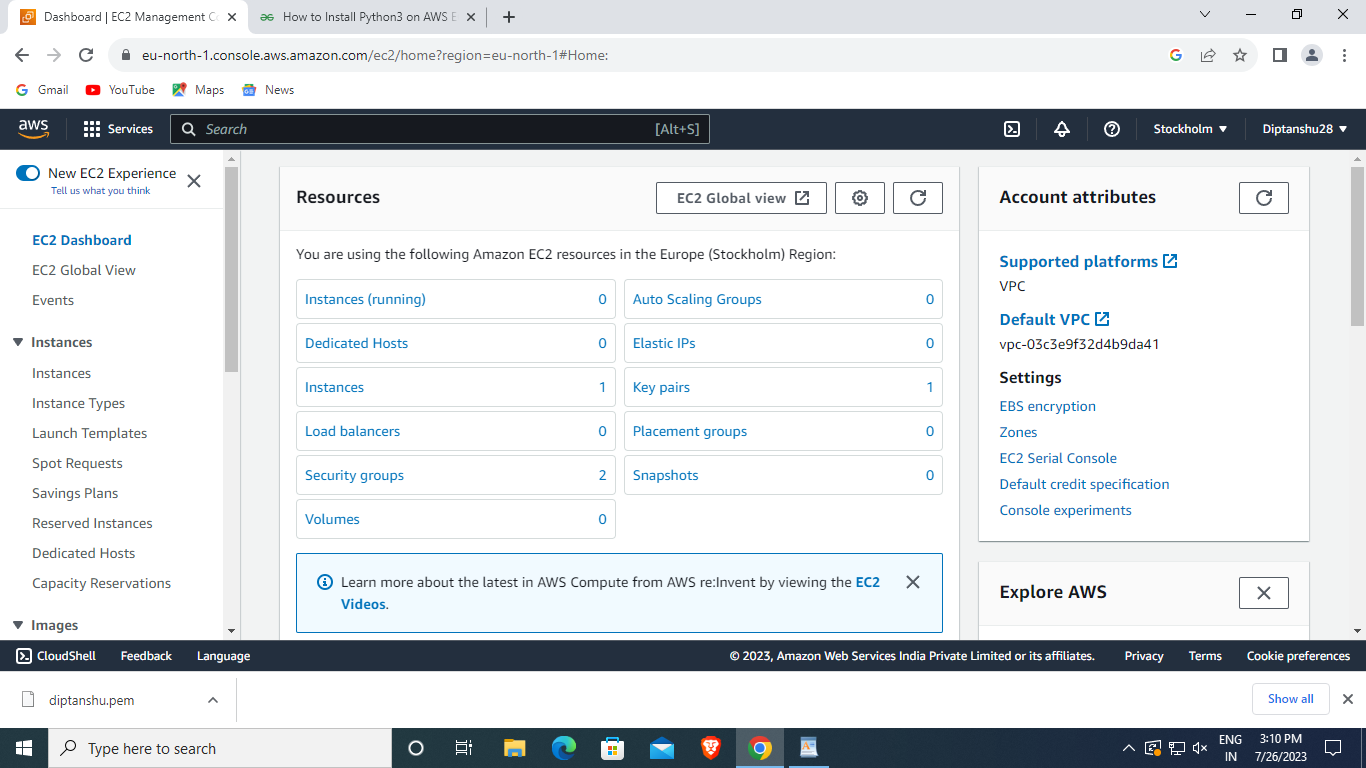 Dashboard | EC2 Management Co
How to Install Python3 on AWS E
eu-north-1.console.aws.amazon.com/ec2/home?region=eu-north-1#Home:
Gmail
YouTube
Maps
News
aws
Services
Search
[Alt+S]
Stockholm
Diptanshu28
New EC2 Experience
Tell us what you think
EC2 Dashboard
EC2 Global View
Events
Instances
Instances
Instance Types
Launch Templates
Spot Requests
Savings Plans
Reserved Instances
Dedicated Hosts
Capacity Reservations
Images
Resources
EC2 Global view
You are using the following Amazon EC2 resources in the Europe (Stockholm) Region:
Instances (running) 0
Auto Scaling Groups 0
Dedicated Hosts 0
Elastic IPs 0
Instances 1
Key pairs 1
Load balancers 0
Placement groups 0
Security groups 2
Snapshots 0
Volumes 0
Learn more about the latest in AWS Compute from AWS re:Invent by viewing the EC2
Videos.
Account attributes
Supported platforms
VPC
Default VPC
vpc-03c3e9f32d4b9da41
Settings
EBS encryption
Zones
EC2 Serial Console
Default credit specification
Console experiments
Explore AWS
CloudShell
Feedback
Language
© 2023, Amazon Web Services India Private Limited or its affiliates.
Privacy
Terms
Cookie preferences
diptanshu.pem
Show all
Type here to search
ENG
IN
3:10 PM
7/26/2023